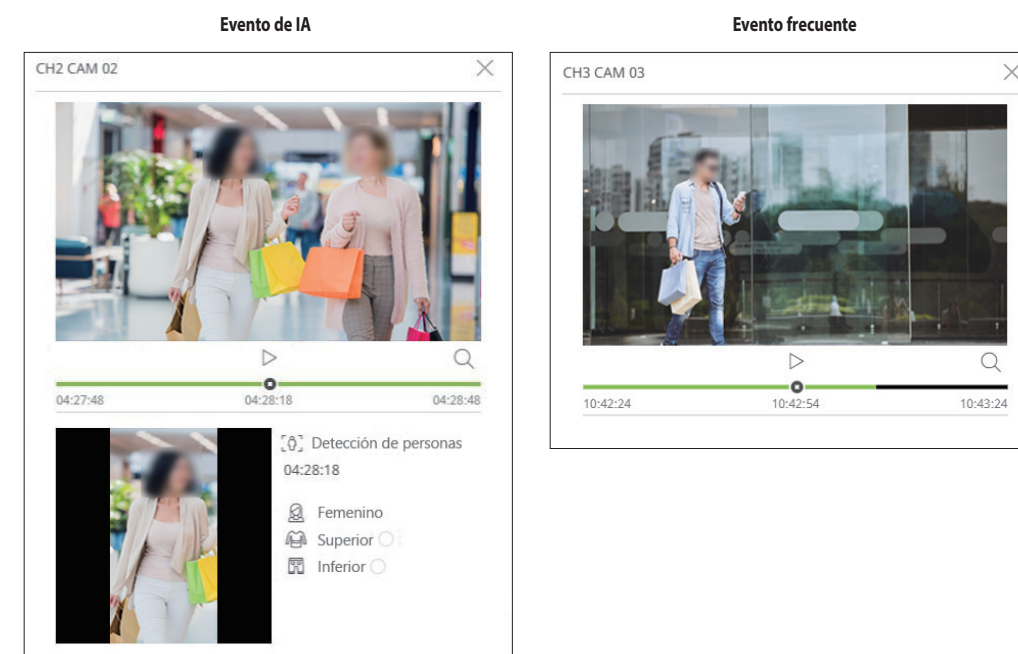 Evento de IA
CH2 CAM 02
04:27:48
04:28:18
04:28:48
Detección de personas
04:28:18
Femenino
Superior
Inferior
Evento frecuente
CH3 CAM 03
10:42:24
10:42:54
10:43:24